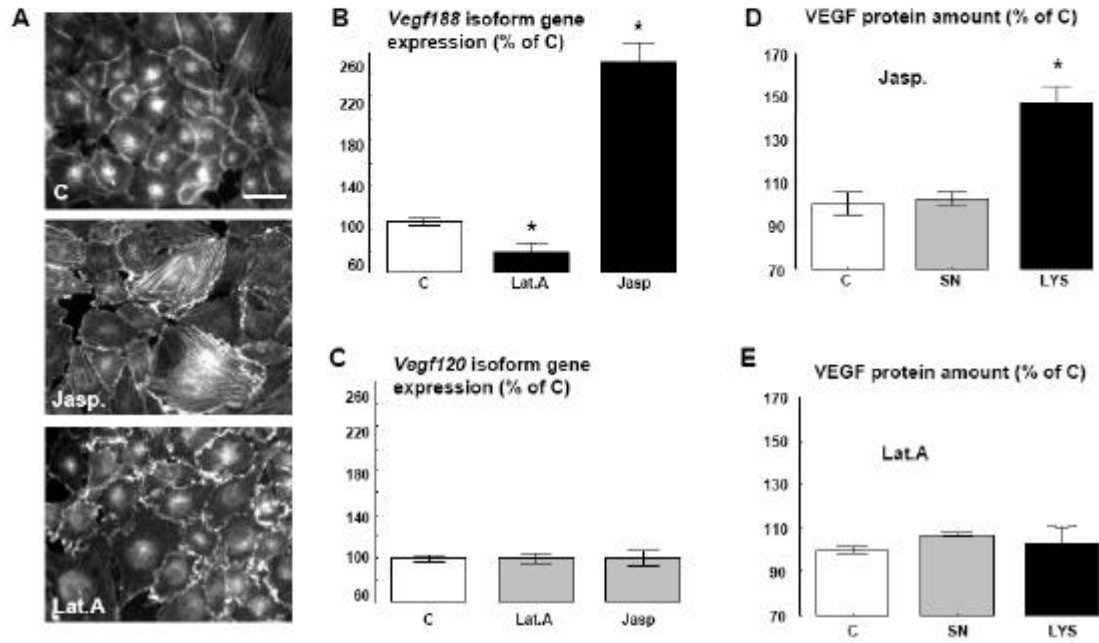 A
C
Jasp.
Lat.A
B
Vegf188 isoform gene
expression (% of C)
260
220
180
140
100
60
*
*
C
Lat.A
Jasp
C
Vegf120 isoform gene
expression (% of C)
260
220
180
140
100
60
C
Lat.A
Jasp
D
VEGF protein amount (% of C)
170
150
130
110
90
70
Jasp.
*
C
SN
LYS
E
VEGF protein amount (% of C)
170
150
130
110
90
70
Lat.A
C
SN
LYS